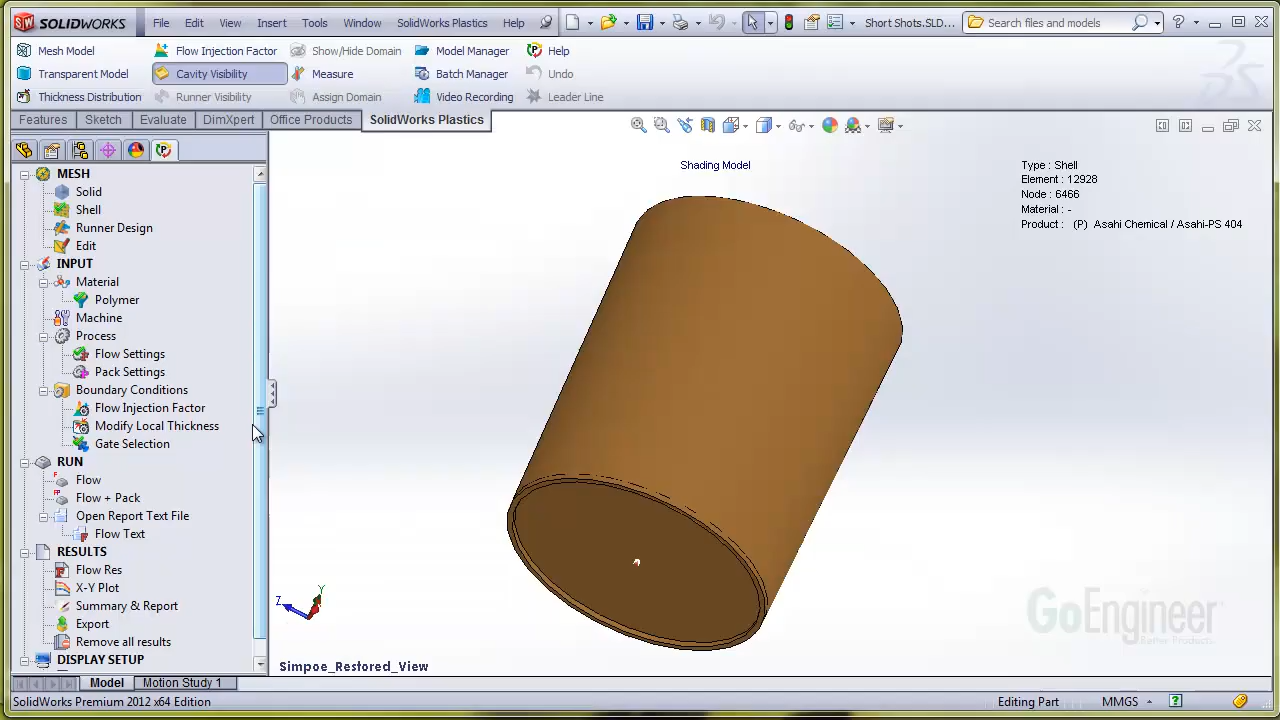 SOLIDWORKS File Edit View Insert Tools Window SolidWorks Plastics Help Short Shots.SLD... Search files and models
Mesh Model Flow Injection Factor Show/Hide Domain Model Manager Help
Transparent Model Cavity Visibility Measure Batch Manager Undo
Thickness Distribution Runner Visibility Assign Domain Video Recording Leader Line
Features Sketch Evaluate DimXpert Office Products SolidWorks Plastics
MESH
Solid
Shell
Runner Design
Edit
INPUT
Material
Polymer
Machine
Process
Flow Settings
Pack Settings
Boundary Conditions
Flow Injection Factor
Modify Local Thickness
Gate Selection
RUN
Flow
Flow + Pack
Open Report Text File
Flow Text
RESULTS
Flow Res
X-Y Plot
Summary & Report
Export
Remove all results
DISPLAY SETUP
Shading Model
Type : Shell
Element : 12928
Node : 6466
Material : -
Product : (P) Asahi Chemical / Asahi-PS 404
Z Y
GoEngineer
Better Products
Simpoe_Restored_View
Model Motion Study 1
SolidWorks Premium 2012 x64 Edition Editing Part MMGS